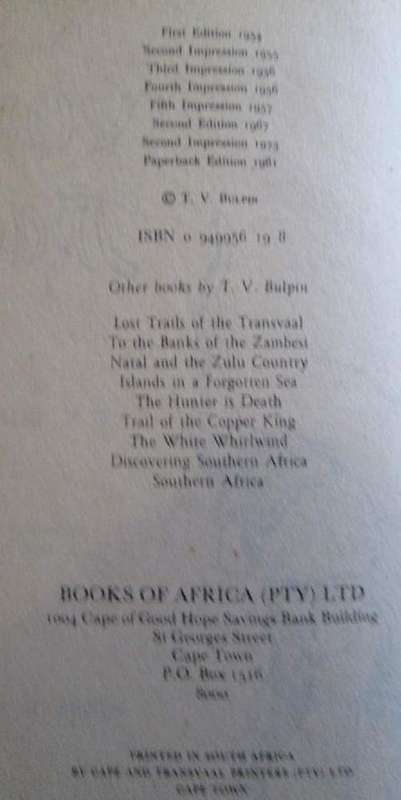 First Edition 1954
Second Impression 1955
Third Impression 1956
Fourth Impression 1956
Fifth Impression 1957
Second Edition 1967
Second Impression 1973
Paperback Edition 1981
© T. V. Bulpin
ISBN 0 949956 19 8
Other books by T. V. Bulpin
Lost Trails of the Transvaal
To the Banks of the Zambesi
Natal and the Zulu Country
Islands in a Forgotten Sea
The Hunter is Death
Trail of the Copper King
The White Whirlwind
Discovering Southern Africa
Southern Africa
BOOKS OF AFRICA (PTY) LTD
1004 Cape of Good Hope Savings Bank Building
St Georges Street
Cape Town
P.O. Box 1516
8000
PRINTED IN SOUTH AFRICA
BY CAPE AND TRANSVAAL PRINTERS (PTY) LTD
CAPE TOWN